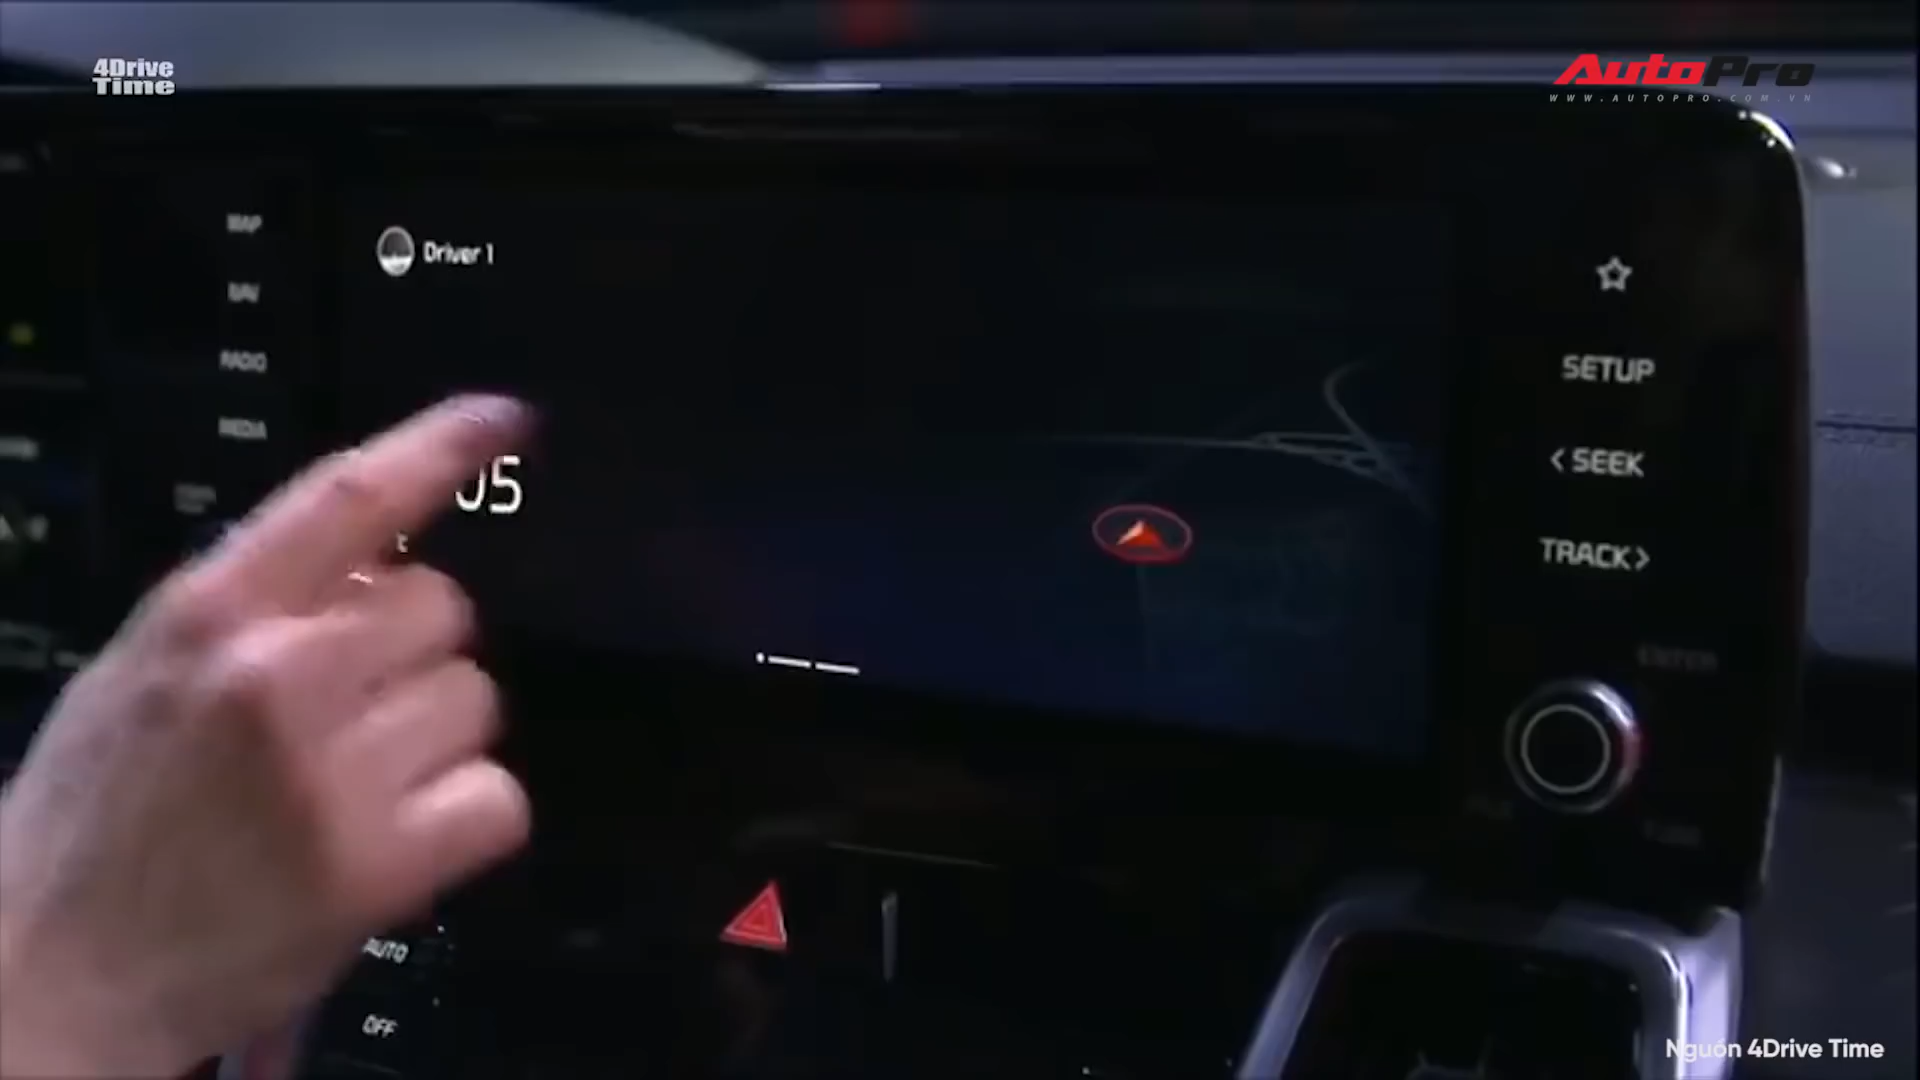 4Drive
Time
AutoPro
WWW.AUTOPRO.COM.VN
MAP
NAV
RADIO
MEDIA
Driver 1
05
SETUP
< SEEK
TRACK >
ENTER
AUTO
OFF
Nguồn 4Drive Time